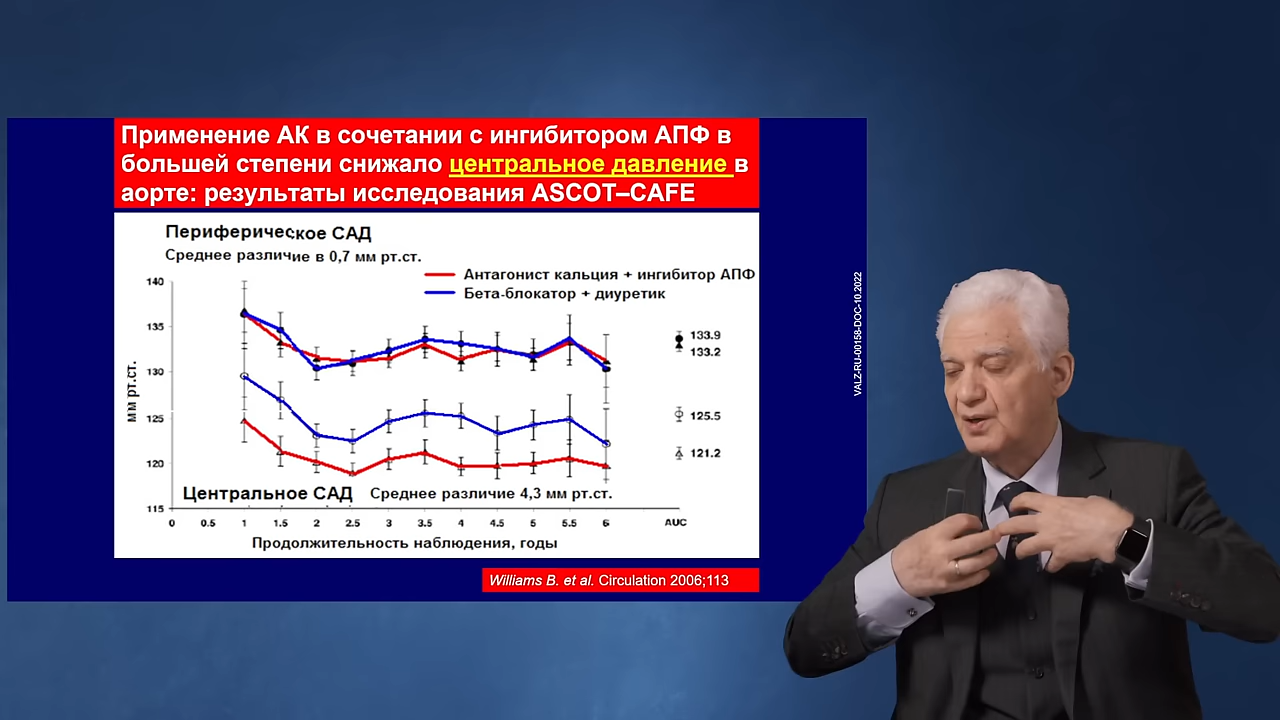 Применение АК в сочетании с ингибитором АПФ в
большей степени снижало центральное давление в
аорте: результаты исследования ASCOT–CAFE
Периферическое САД
Среднее различие в 0,7 мм рт.ст.
Антагонист кальция + ингибитор АПФ
Бета-блокатор + диуретик
140
135
130
125
120
115
мм рт.ст.
133.9
133.2
125.5
121.2
Центральное САД Среднее различие 4,3 мм рт.ст.
0 0.5 1 1.5 2 2.5 3 3.5 4 4.5 5 5.5 6 AUC
Продолжительность наблюдения, годы
Williams B. et al. Circulation 2006;113
VALZ-RU-00158-DOC-10.2022